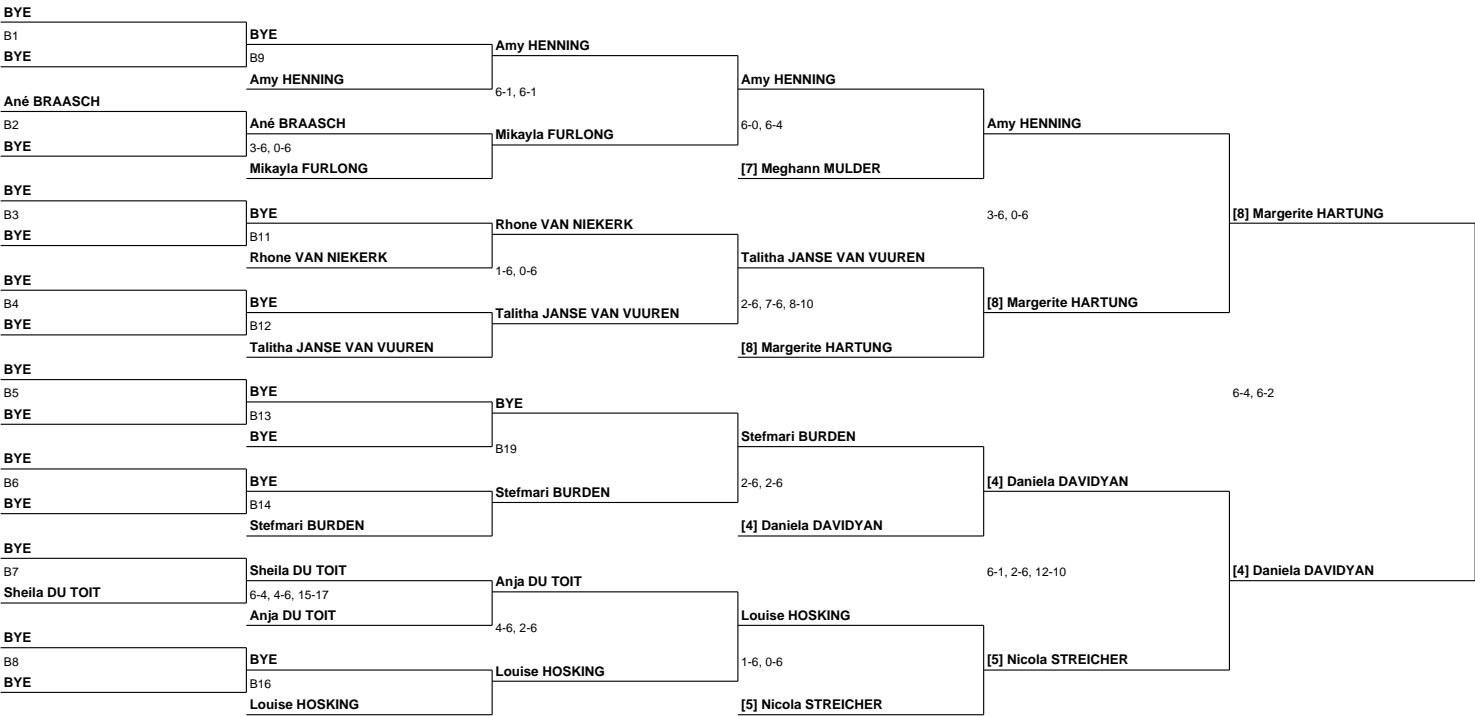 BYE
B1
BYE
Ané BRAASCH
B2
BYE
BYE
B3
BYE
BYE
B4
BYE
BYE
B5
BYE
BYE
B6
BYE
BYE
B7
Sheila DU TOIT
BYE
B8
BYE
BYE
B9
Amy HENNING
Ané BRAASCH
3-6, 0-6
Mikayla FURLONG
BYE
B11
Rhone VAN NIEKERK
BYE
B12
Talitha JANSE VAN VUUREN
BYE
B13
BYE
BYE
B14
Stefmari BURDEN
Sheila DU TOIT
6-4, 4-6, 15-17
Anja DU TOIT
BYE
B16
Louise HOSKING
Amy HENNING
6-1, 6-1
Mikayla FURLONG
Rhone VAN NIEKERK
1-6, 0-6
Talitha JANSE VAN VUUREN
BYE
B19
Stefmari BURDEN
Anja DU TOIT
4-6, 2-6
Louise HOSKING
Amy HENNING
6-0, 6-4
[7] Meghann MULDER
Talitha JANSE VAN VUUREN
2-6, 7-6, 8-10
[8] Margerite HARTUNG
Stefmari BURDEN
2-6, 2-6
[4] Daniela DAVIDYAN
Louise HOSKING
1-6, 0-6
[5] Nicola STREICHER
Amy HENNING
3-6, 0-6
[8] Margerite HARTUNG
[4] Daniela DAVIDYAN
6-1, 2-6, 12-10
[5] Nicola STREICHER
[8] Margerite HARTUNG
6-4, 6-2
[4] Daniela DAVIDYAN